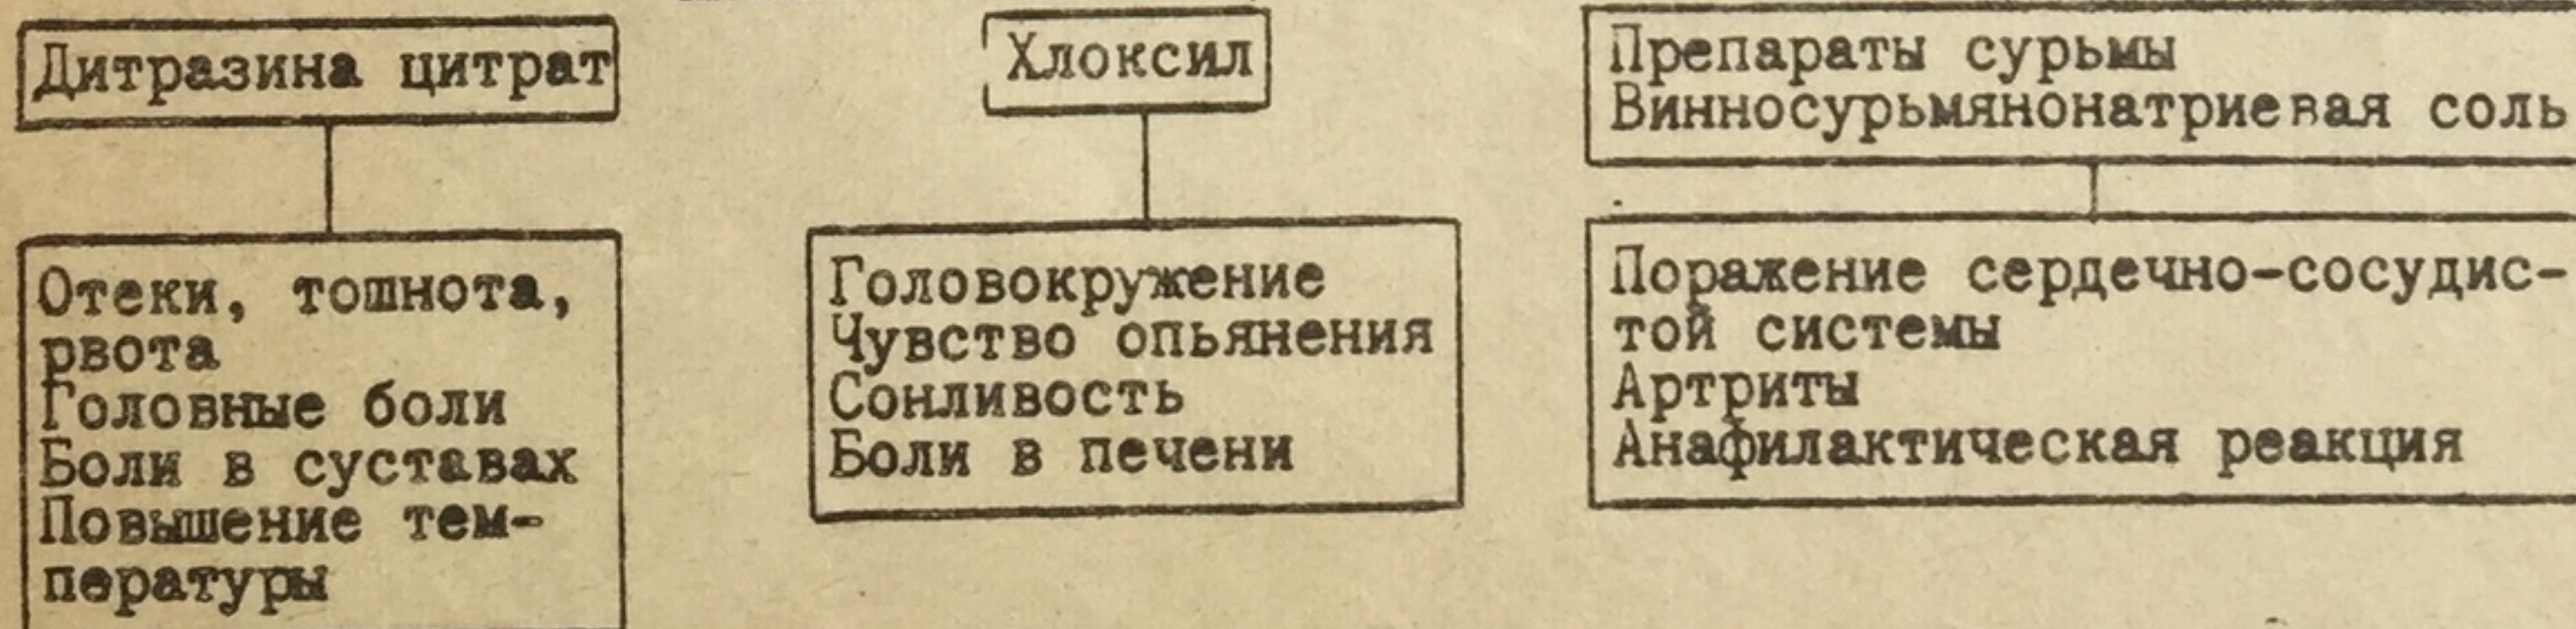 Дитразина цитрат
Отеки, тошнота,
рвота
Головные боли
Боли в суставах
Повышение тем-
пературы
Хлоксил
Головокружение
Чувство опьянения
Сонливость
Боли в печени
Препараты сурьмы
Винносурьмянонатриевая соль
Поражение сердечно-сосудис-
той системы
Артриты
Анафилактическая реакция